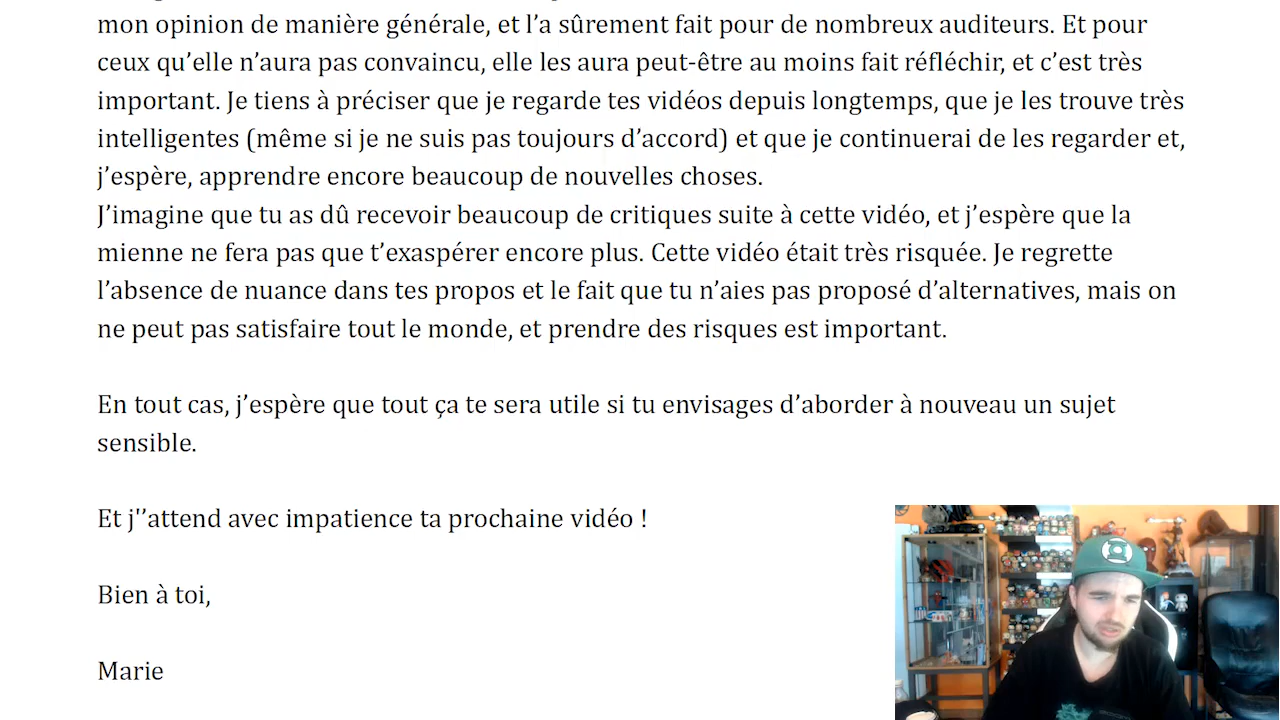 mon opinion de manière générale, et l’a sûrement fait pour de nombreux auditeurs. Et pour
ceux qu’elle n’aura pas convaincu, elle les aura peut-être au moins fait réfléchir, et c’est très
important. Je tiens à préciser que je regarde tes vidéos depuis longtemps, que je les trouve très
intelligentes (même si je ne suis pas toujours d’accord) et que je continuerai de les regarder et,
j’espère, apprendre encore beaucoup de nouvelles choses.
J’imagine que tu as dû recevoir beaucoup de critiques suite à cette vidéo, et j’espère que la
mienne ne fera pas que t’exaspérer encore plus. Cette vidéo était très risquée. Je regrette
l’absence de nuance dans tes propos et le fait que tu n’aies pas proposé d’alternatives, mais on
ne peut pas satisfaire tout le monde, et prendre des risques est important.
En tout cas, j’espère que tout ça te sera utile si tu envisages d’aborder à nouveau un sujet
sensible.
Et j'’attend avec impatience ta prochaine vidéo !
Bien à toi,
Marie